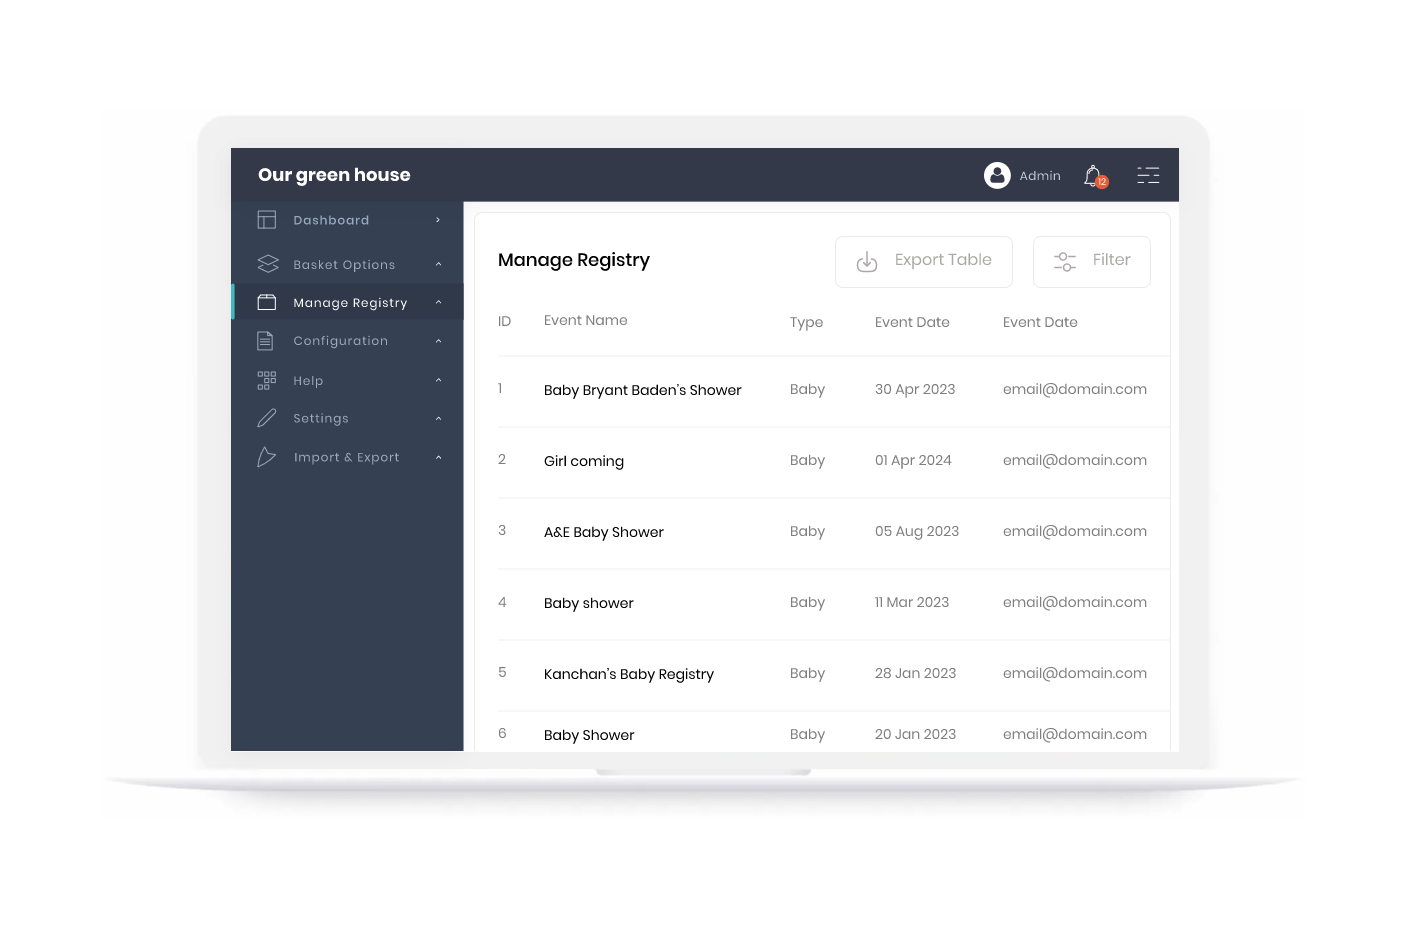 Our green house
Admin
12
Dashboard
Basket Options
Manage Registry
Configuration
Help
Settings
Import & Export
Manage Registry
Export Table
Filter
ID Event Name Type Event Date Event Date
1 Baby Bryant Baden's Shower Baby 30 Apr 2023 email@domain.com
2 Girl coming Baby 01 Apr 2024 email@domain.com
3 A&E Baby Shower Baby 05 Aug 2023 email@domain.com
4 Baby shower Baby 11 Mar 2023 email@domain.com
5 Kanchan's Baby Registry Baby 28 Jan 2023 email@domain.com
6 Baby Shower Baby 20 Jan 2023 email@domain.com